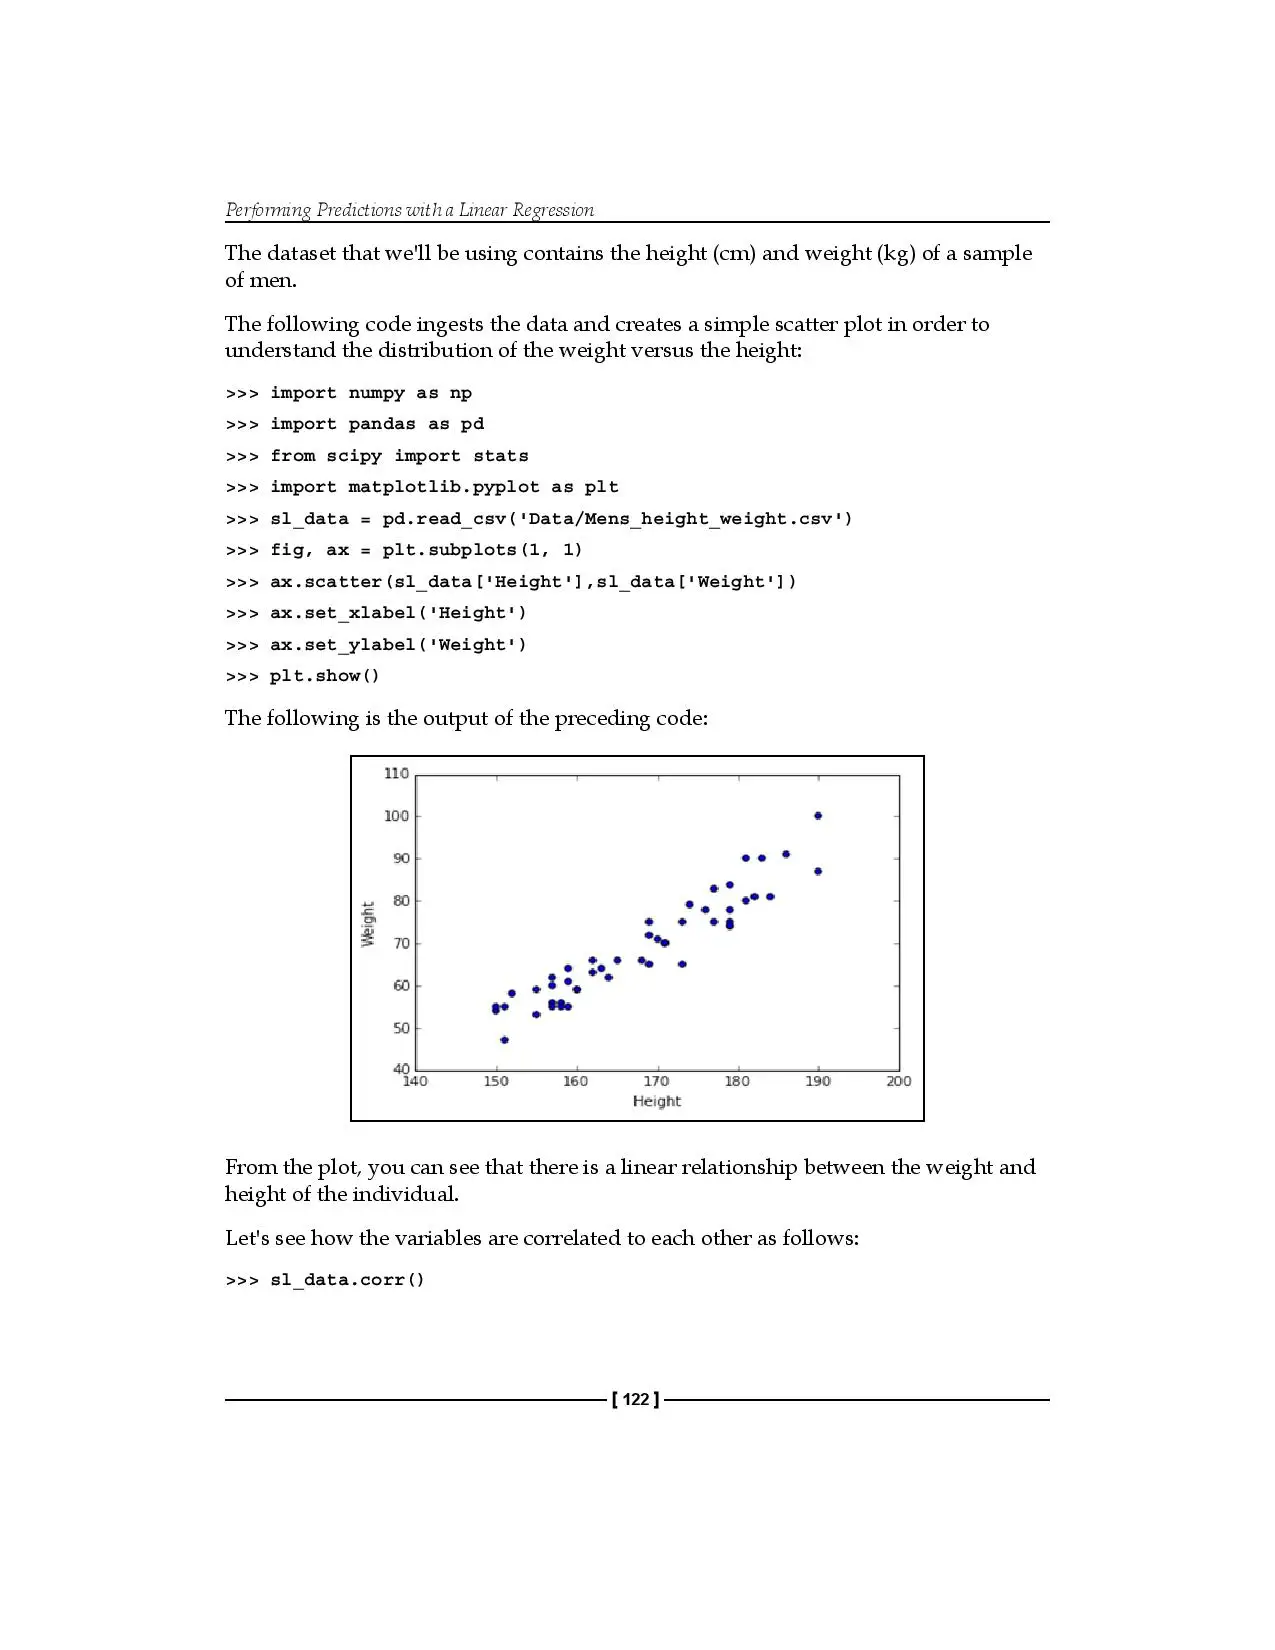 Performing Predictions with a Linear Regression
The dataset that we'll be using contains the height (cm) and weight (kg) of a sample
of men.
The following code ingests the data and creates a simple scatter plot in order to
understand the distribution of the weight versus the height:
>>> import numpy as np
>>> import pandas as pd
>>> from scipy import stats
>>> import matplotlib.pyplot as plt
>>> sl_data = pd.read_csv('Data/Mens_height_weight.csv')
>>> fig, ax = plt.subplots(1, 1)
>>> ax.scatter(sl_data['Height'],sl_data['Weight'])
>>> ax.set_xlabel('Height')
>>> ax.set_ylabel('Weight')
>>> plt.show()
The following is the output of the preceding code:
110
100
90
80
70
60
50
40
Weight
140 150 160 170 180 190 200
Height
From the plot, you can see that there is a linear relationship between the weight and
height of the individual.
Let's see how the variables are correlated to each other as follows:
>>> sl_data.corr()
[ 122 ]